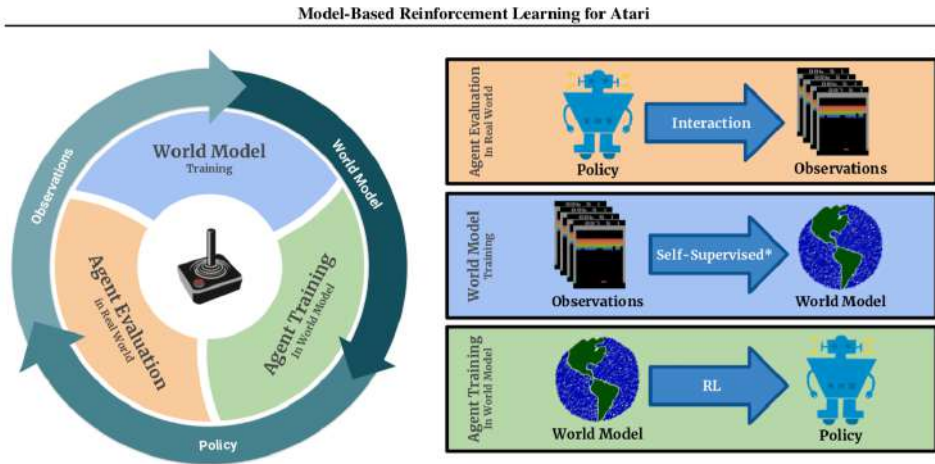 Model-Based Reinforcement Learning for Atari
Observations
World Model
Policy
World Model
Training
Agent Training
In World Model
Agent Evaluation
In Real World
Agent Evaluation
In Real World
Policy
Interaction
Observations
World Model
Training
Observations
Self-Supervised*
World Model
Agent Training
In World Model
World Model
RL
Policy